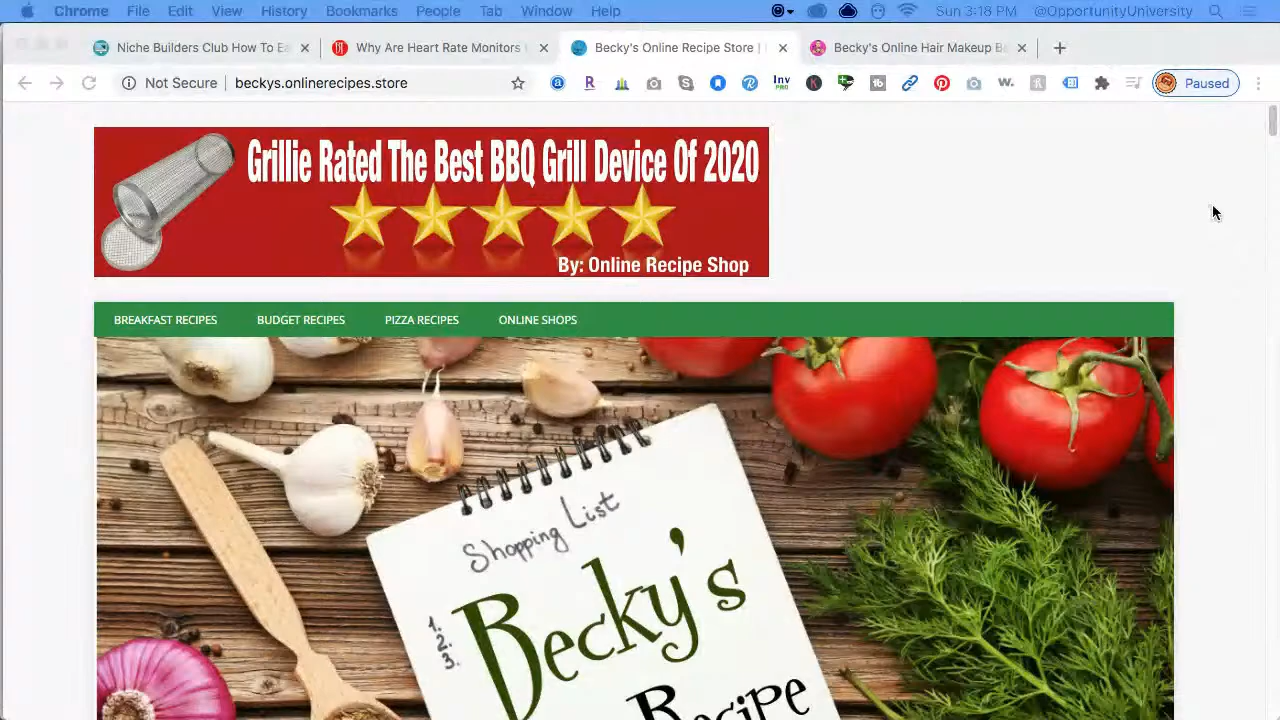 Chrome File Edit View History Bookmarks People Tab Window Help Sun 3:18 PM @OpportunityUniversity
Niche Builders Club How To Ea
Why Are Heart Rate Monitors
Becky's Online Recipe Store |
Becky's Online Hair Makeup B
Not Secure beckys.onlinerecipes.store
Inv
PRO
Paused
Grillie Rated The Best BBQ Grill Device Of 2020
By: Online Recipe Shop
BREAKFAST RECIPES BUDGET RECIPES PIZZA RECIPES ONLINE SHOPS
Shopping List
1.
2.
3.
Becky's
Recipe